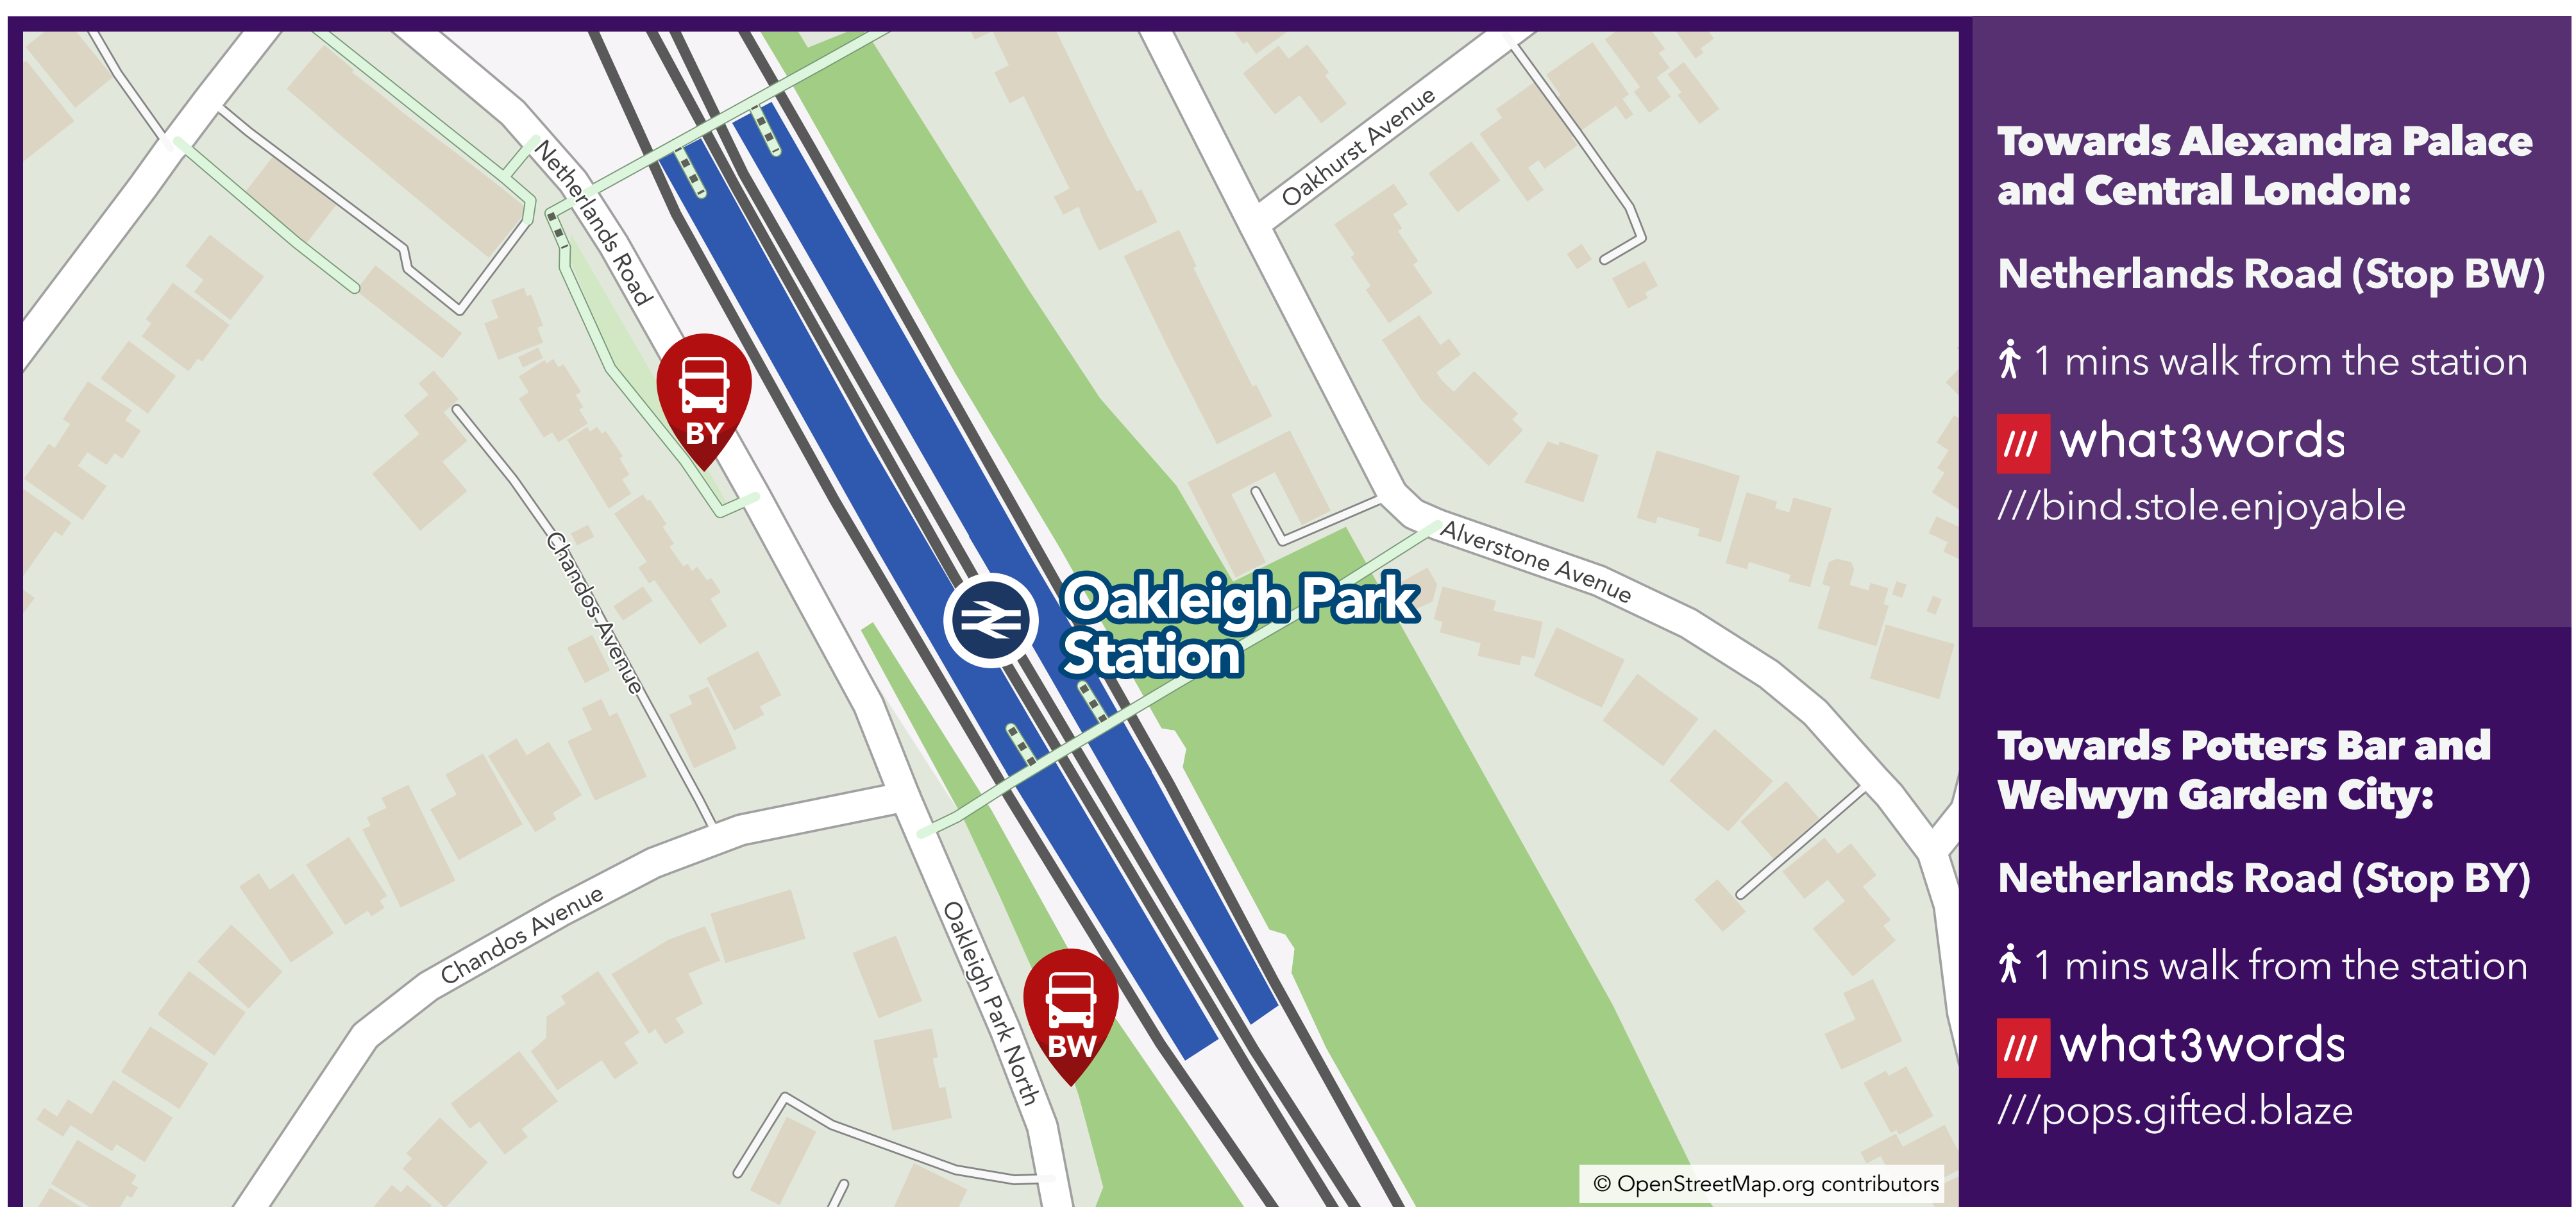 Netherlands Road
Oakhurst Avenue
BY
Chandos Avenue
Alverstone Avenue
Oakleigh Park
Station
Chandos Avenue
Oakleigh Park North
BW
© OpenStreetMap.org contributors
Towards Alexandra Palace
and Central London:
Netherlands Road (Stop BW)
1 mins walk from the station
/// what3words
///bind.stole.enjoyable
Towards Potters Bar and
Welwyn Garden City:
Netherlands Road (Stop BY)
1 mins walk from the station
/// what3words
///pops.gifted.blaze